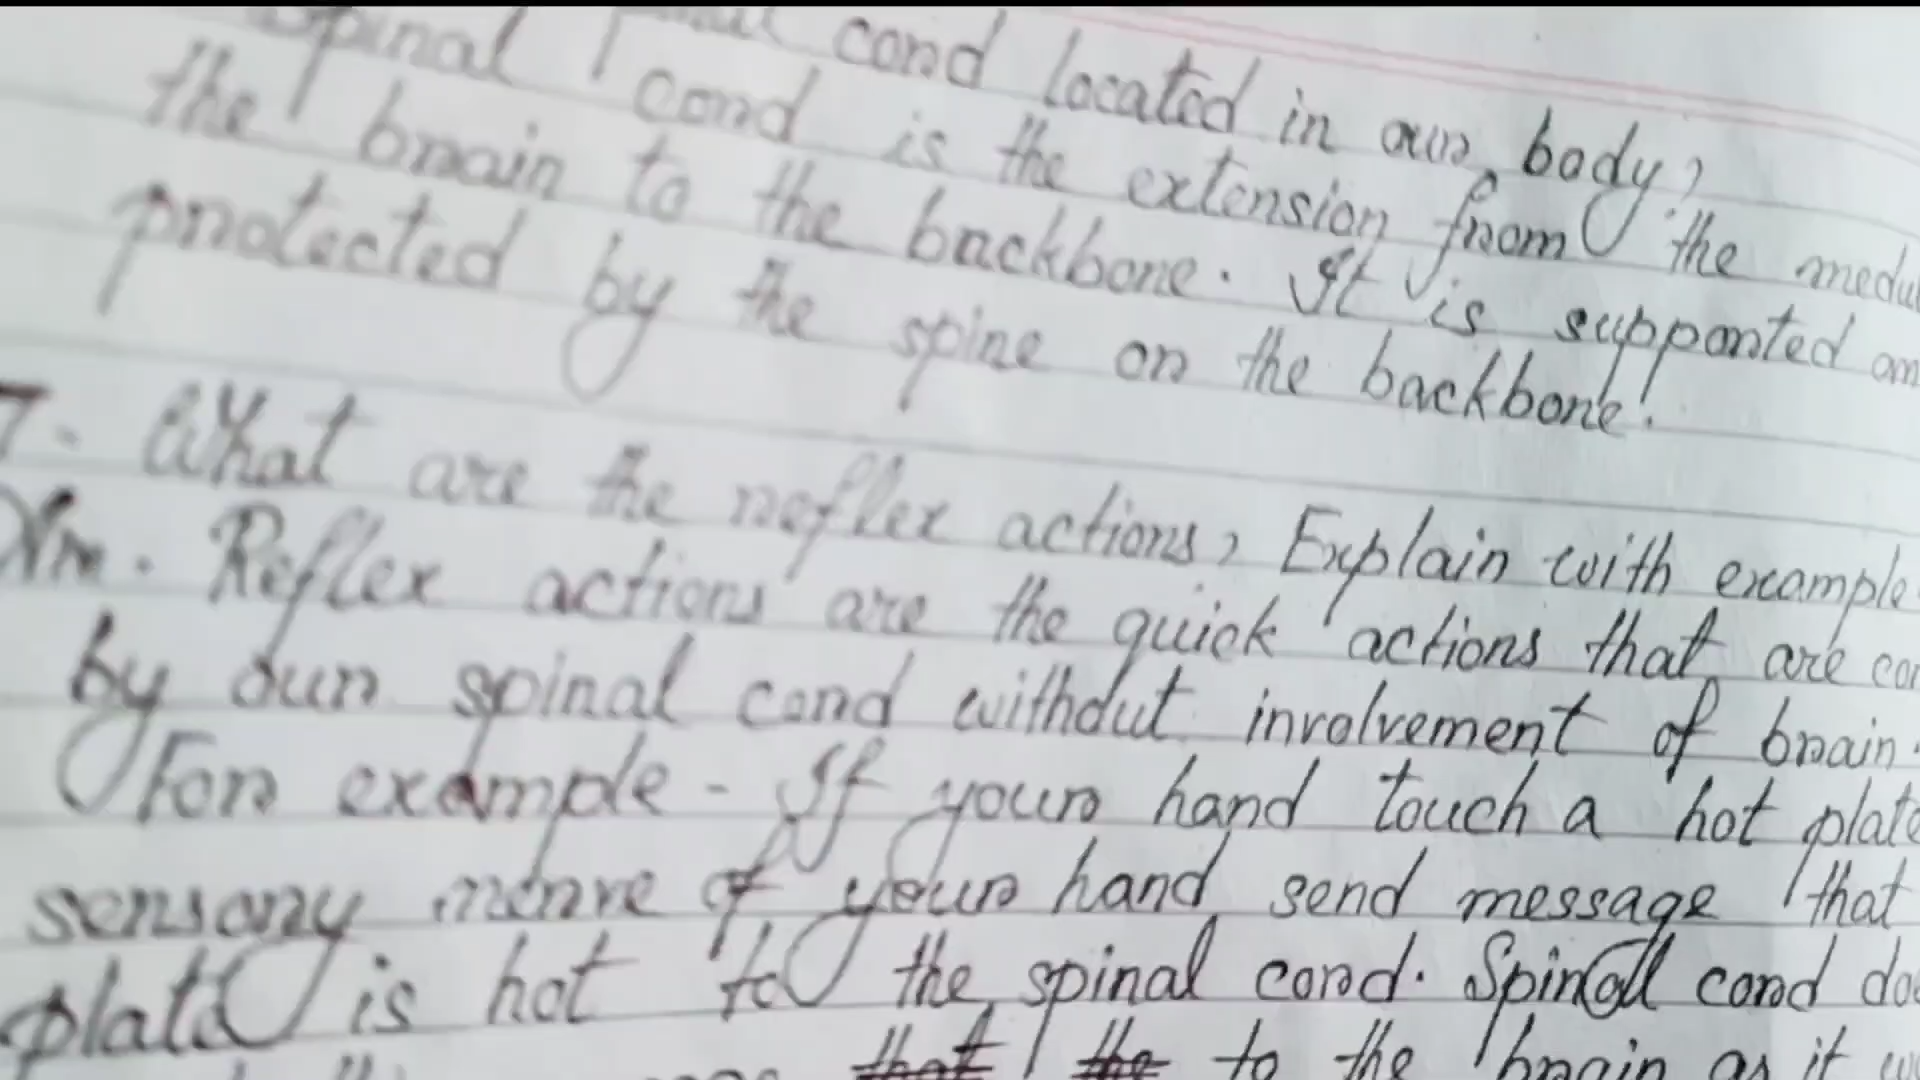 cord located in our body?
Spinal cord is the extension from the
the brain to the backbone. It is supported
protected by the spine or the backbone.
7. What are the reflex actions? Explain with example
Ans. Reflex actions are the quick actions that are
by our spinal cord without involvement of brain.
For example - If your hand touch a hot plate
sensory nerve of your hand send message that
plate is hot to the spinal cord. Spinal cord
that the to the brain as it